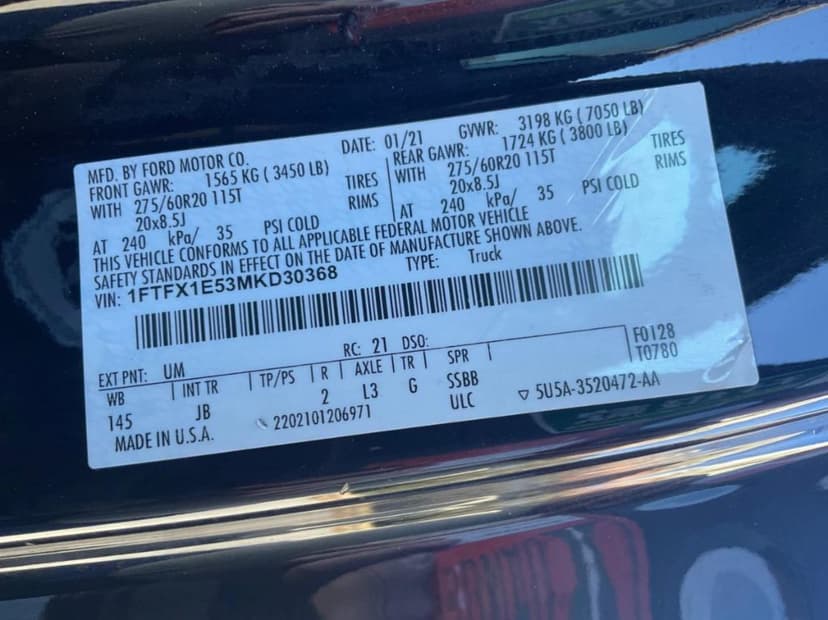 MFD. BY FORD MOTOR CO. DATE: 01/21 GVWR: 3198 KG ( 7050 LB)
FRONT GAWR: 1565 KG ( 3450 LB) REAR GAWR: 1724 KG ( 3800 LB)
WITH 275/60R20 115T TIRES WITH 275/60R20 115T TIRES
20x8.5J RIMS 20x8.5J RIMS
AT 240 kPa/ 35 PSI COLD AT 240 kPa/ 35 PSI COLD
THIS VEHICLE CONFORMS TO ALL APPLICABLE FEDERAL MOTOR VEHICLE
SAFETY STANDARDS IN EFFECT ON THE DATE OF MANUFACTURE SHOWN ABOVE.
VIN: 1FTFX1E53MKD30368 TYPE: Truck
EXT PNT: UM RC: 21 DSO: F0128
WB | INT TR | TP/PS | R | AXLE | TR | SPR | T0780
145 JB 2 L3 G SSBB
ULC
MADE IN U.S.A. 2202101206971 ▽ 5U5A-3520472-AA